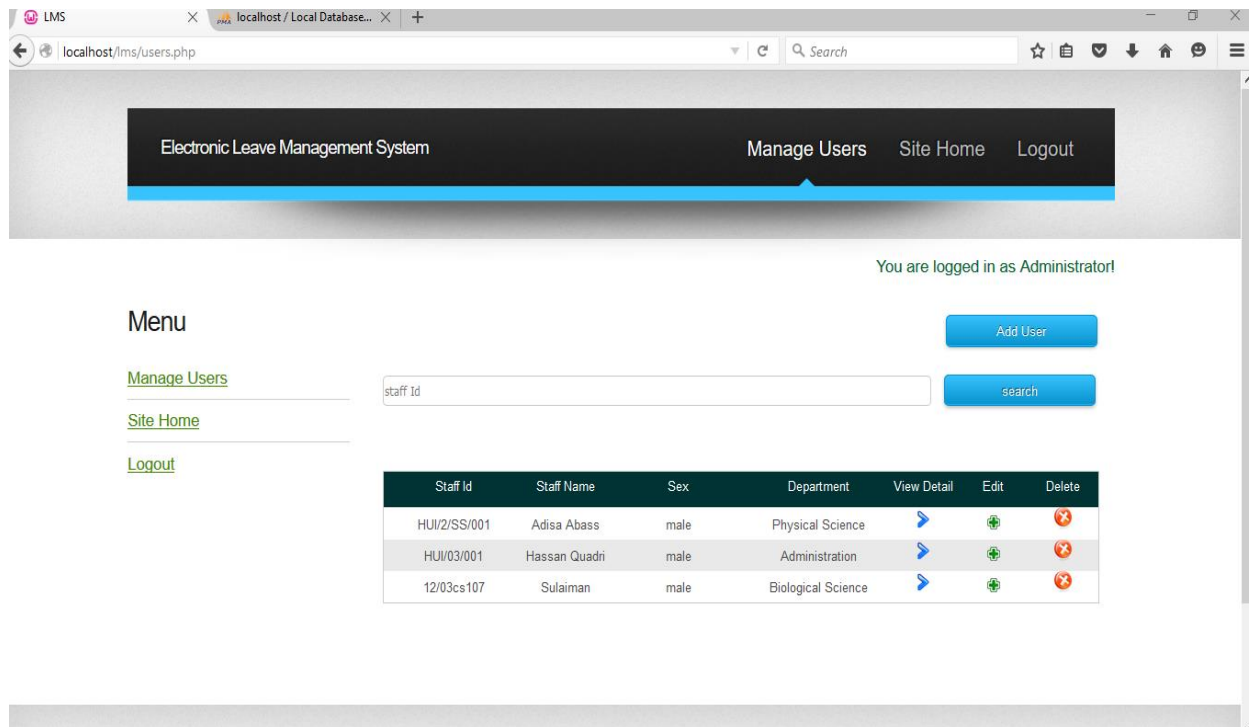 LMS
localhost / Local Database...
localhost/lms/users.php
Search
Electronic Leave Management System
Manage Users Site Home Logout
You are logged in as Administrator!
Menu
Add User
Manage Users
staff Id
search
Site Home
Logout
Staff Id Staff Name Sex Department View Detail Edit Delete
HUI/2/SS/001 Adisa Abass male Physical Science
HUI/03/001 Hassan Quadri male Administration
12/03cs107 Sulaiman male Biological Science